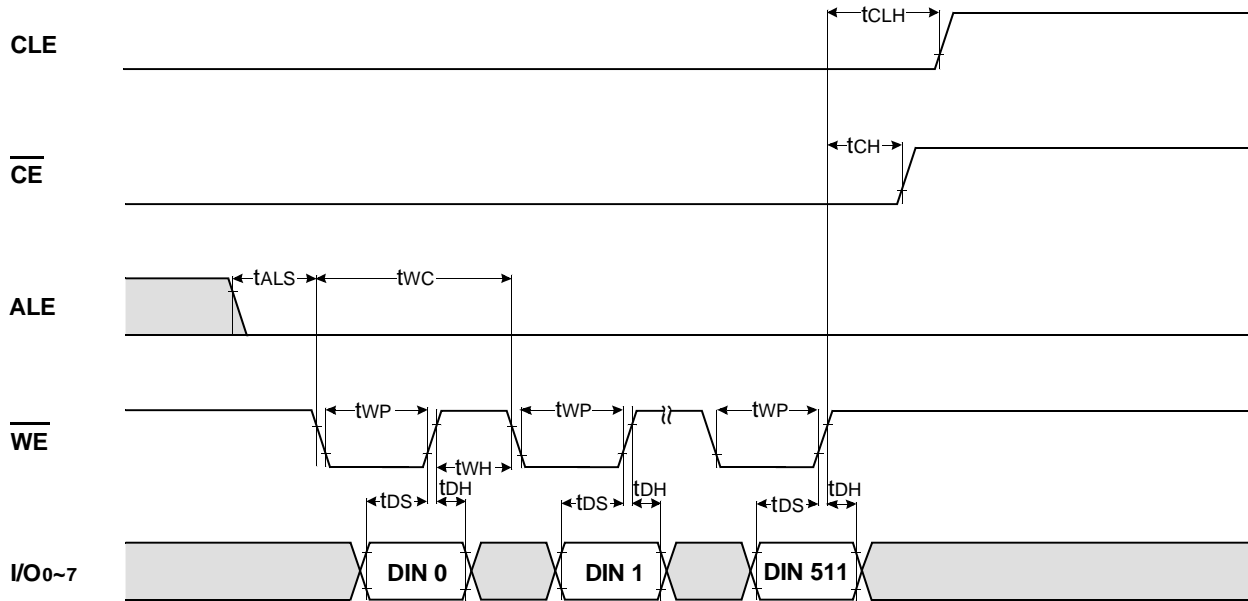 tCLH
CLE
tCH
CE
tALS
tWC
ALE
tWP
tWP
tWP
WE
tWH
tDS
tDH
tDS
tDH
tDS
tDH
I/O0~7
DIN 0
DIN 1
DIN 511